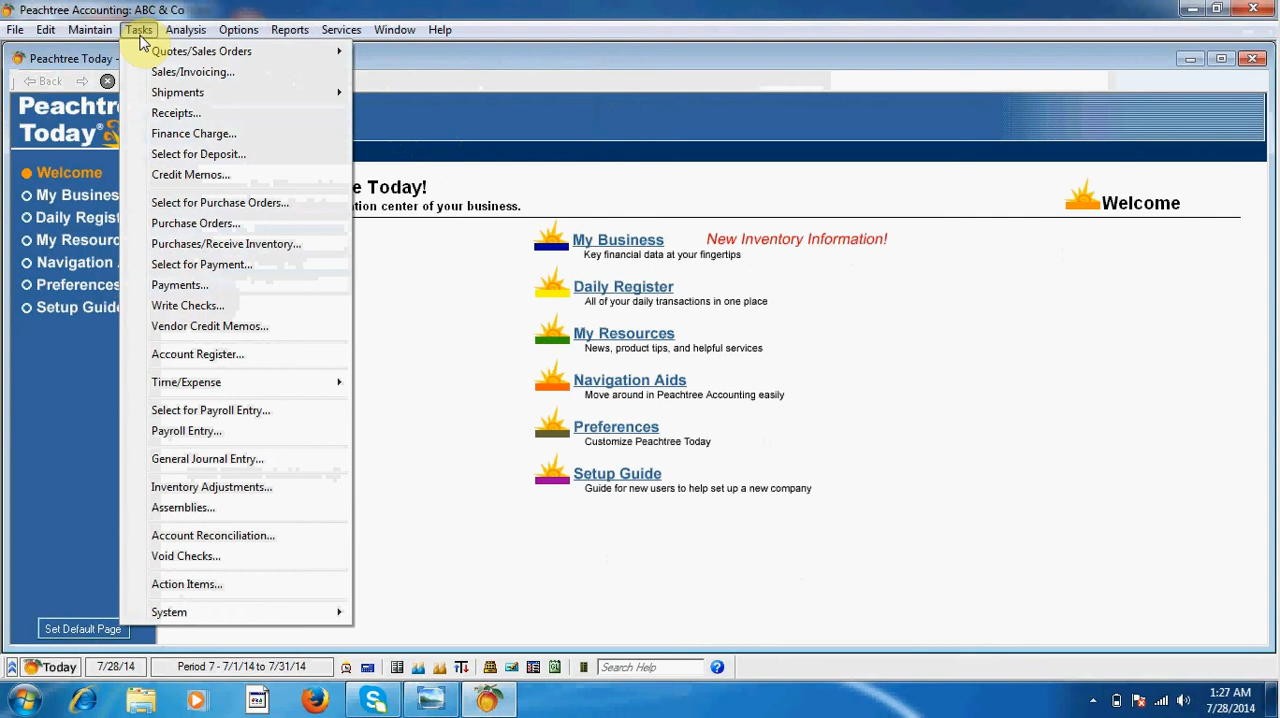 Peachtree Accounting: ABC & Co
File Edit Maintain Tasks Analysis Options Reports Services Window Help
Peachtree Today -
Back
Quotes/Sales Orders
Sales/Invoicing...
Shipments
Receipts...
Finance Charge...
Select for Deposit...
Credit Memos...
Select for Purchase Orders...
Purchase Orders...
Purchases/Receive Inventory...
Select for Payment...
Payments...
Write Checks...
Vendor Credit Memos...
Account Register...
Time/Expense
Select for Payroll Entry...
Payroll Entry...
General Journal Entry...
Inventory Adjustments...
Assemblies...
Account Reconciliation...
Void Checks...
Action Items...
System
Peachtre
Today®
Welcome
My Business
Daily Regist
My Resourc
Navigation
Preferences
Setup Guide
Set Default Page
e Today!
ation center of your business.
Welcome
My Business New Inventory Information!
Key financial data at your fingertips
Daily Register
All of your daily transactions in one place
My Resources
News, product tips, and helpful services
Navigation Aids
Move around in Peachtree Accounting easily
Preferences
Customize Peachtree Today
Setup Guide
Guide for new users to help set up a new company
Today 7/28/14 Period 7 - 7/1/14 to 7/31/14 Search Help
1:27 AM
7/28/2014